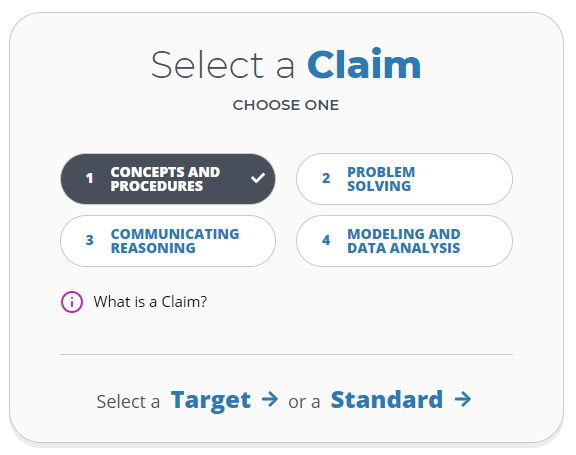 Select a Claim
CHOOSE ONE
1 CONCEPTS AND
PROCEDURES
2 PROBLEM
SOLVING
3 COMMUNICATING
REASONING
4 MODELING AND
DATA ANALYSIS
What is a Claim?
Select a Target → or a Standard →